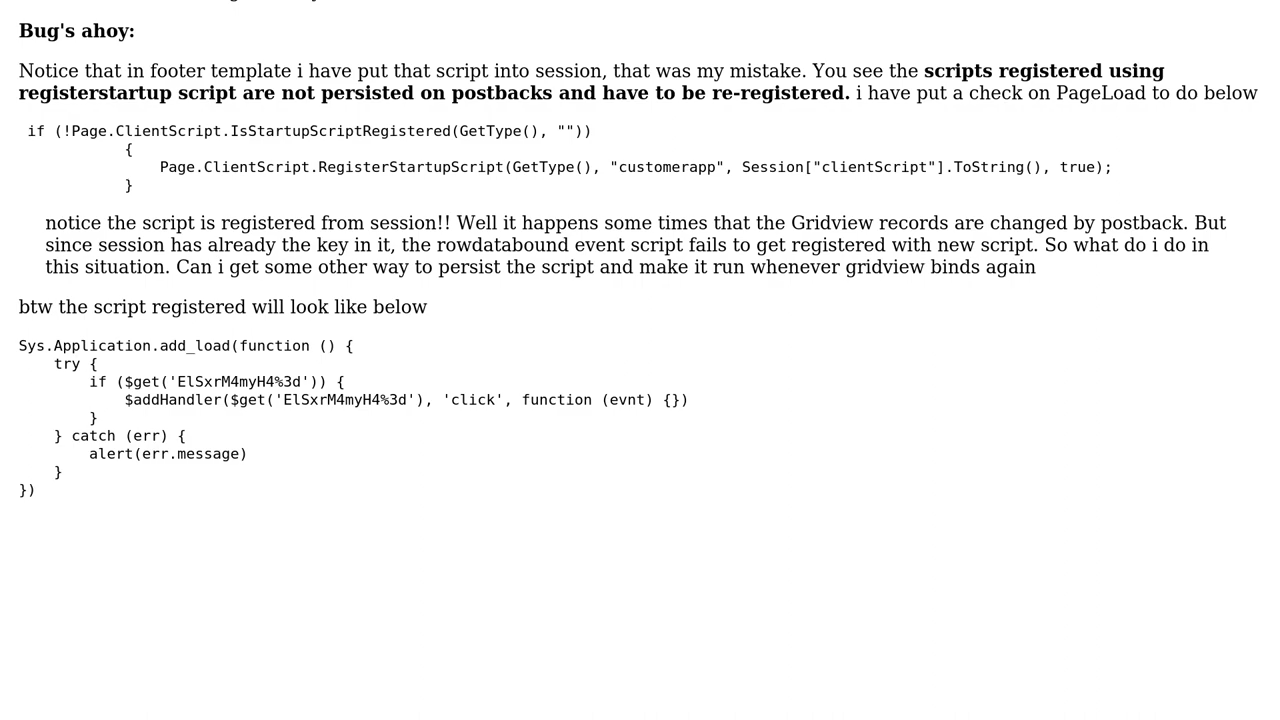 Bug's ahoy:
Notice that in footer template i have put that script into session, that was my mistake. You see the scripts registered using
registerstartup script are not persisted on postbacks and have to be re-registered. i have put a check on PageLoad to do below
if (!Page.ClientScript.IsStartupScriptRegistered(GetType(), ""))
{
Page.ClientScript.RegisterStartupScript(GetType(), "customerapp", Session["clientScript"].ToString(), true);
}
notice the script is registered from session!! Well it happens some times that the Gridview records are changed by postback. But
since session has already the key in it, the rowdatabound event script fails to get registered with new script. So what do i do in
this situation. Can i get some other way to persist the script and make it run whenever gridview binds again
btw the script registered will look like below
Sys.Application.add_load(function () {
try {
if ($get('ElSxrM4myH4%3d')) {
$addHandler($get('ElSxrM4myH4%3d'), 'click', function (evnt) {})
}
} catch (err) {
alert(err.message)
}
})